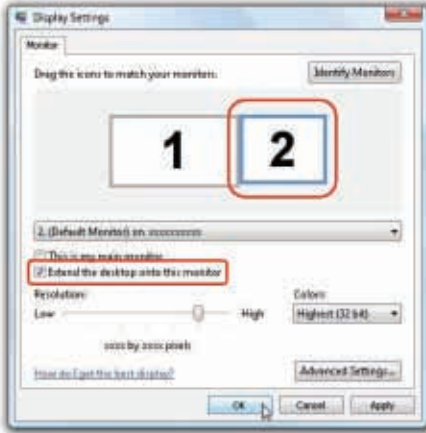 Display Settings
Monitor
Drag the icons to match your monitors.
Identify Monitors
1
2
2. (Default Monitor) on xxxxxxxxxx
This is my main monitor
Extend the desktop onto this monitor
Resolution:
Colors:
Low
High
Highest (32 bit)
xxxx by xxxx pixels
How do I get the best display?
Advanced Settings...
OK
Cancel
Apply